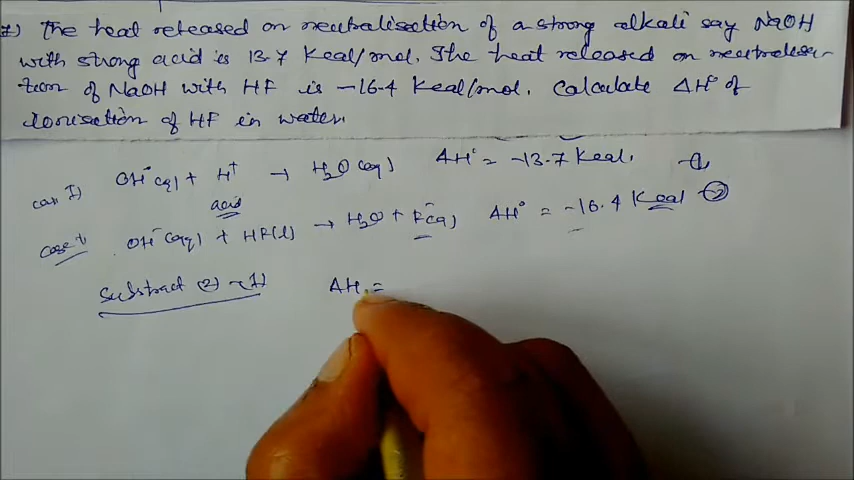 7) The heat released on neutralisection of a strong alkali say NaOH
with strong acid is 13.7 Kcal/mol. The heat released on neutralisa-
tion of NaOH with HF is -16.4 Kcal/mol. Calculate ΔH° of
ionisation of HF in water.
case I) OH⁻(aq) + H⁺ → H₂O(aq) ΔH° = -13.7 Kcal. -①
acid
case OH⁻(aq) + HF(l) → H₂O + F⁻(aq) ΔH° = -16.4 Kcal -②
Substract ② - ① ΔH =